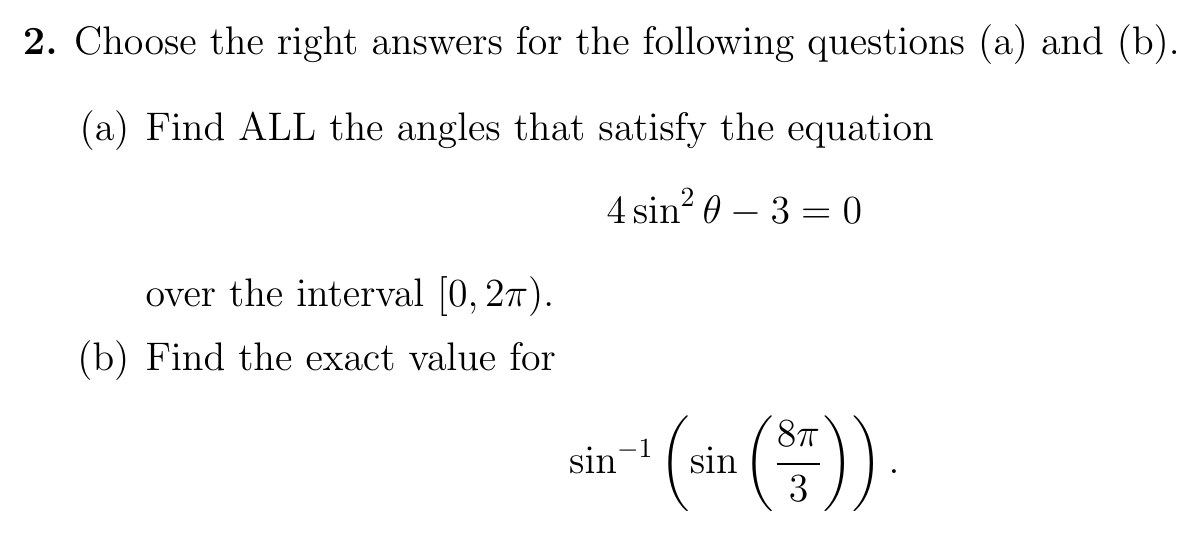 2. Choose the right answers for the following questions (a) and (b).
(a) Find ALL the angles that satisfy the equation
4 sin² θ − 3 = 0
over the interval [0, 2π).
(b) Find the exact value for
sin⁻¹ (sin (8π/3)).